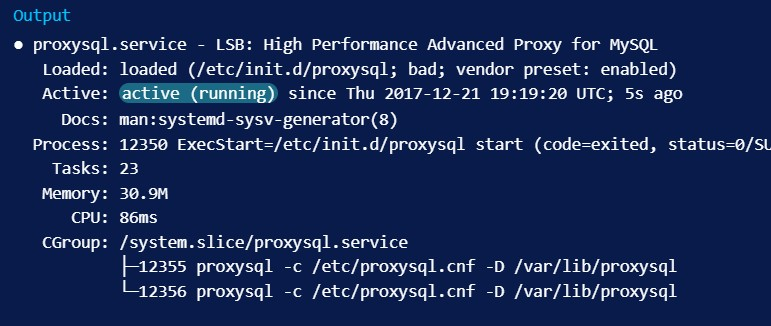 Output
● proxysql.service - LSB: High Performance Advanced Proxy for MySQL
   Loaded: loaded (/etc/init.d/proxysql; bad; vendor preset: enabled)
   Active: active (running) since Thu 2017-12-21 19:19:20 UTC; 5s ago
     Docs: man:systemd-sysv-generator(8)
  Process: 12350 ExecStart=/etc/init.d/proxysql start (code=exited, status=0/SU
    Tasks: 23
   Memory: 30.9M
      CPU: 86ms
   CGroup: /system.slice/proxysql.service
           ├─12355 proxysql -c /etc/proxysql.cnf -D /var/lib/proxysql
           └─12356 proxysql -c /etc/proxysql.cnf -D /var/lib/proxysql